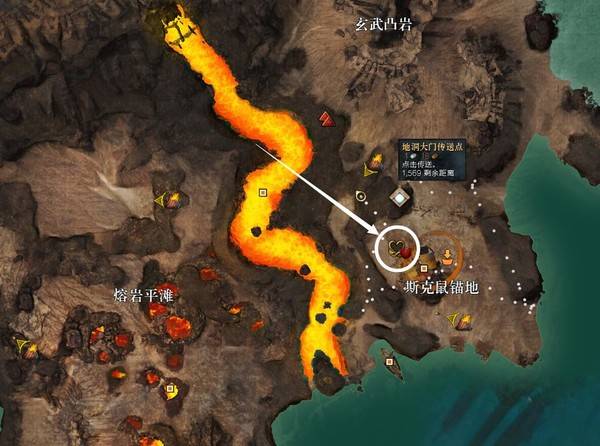 玄武凸岩
地洞大门传送点
点击传送。
1,569 剩余距离
斯克鼠锚地
熔岩平滩